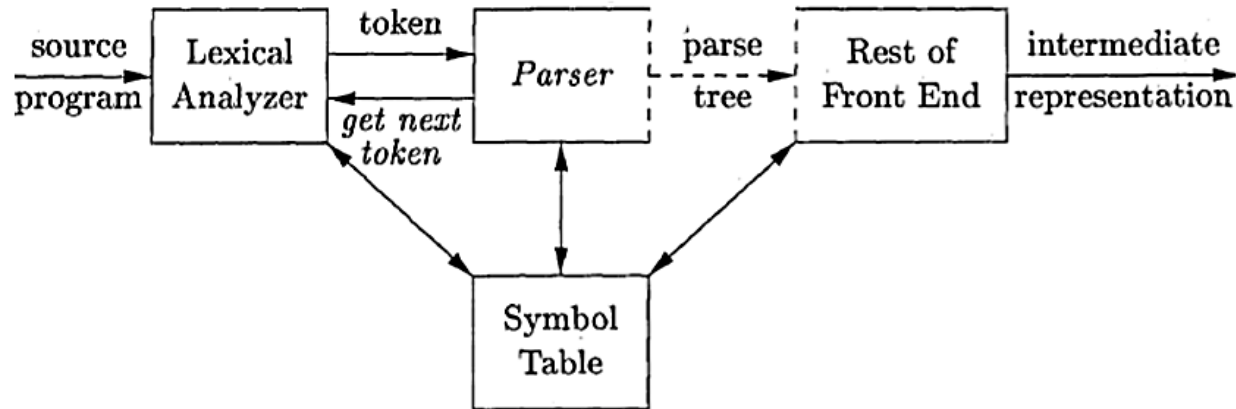 source
program
Lexical
Analyzer
token
get next
token
Parser
parse
tree
Rest of
Front End
intermediate
representation
Symbol
Table